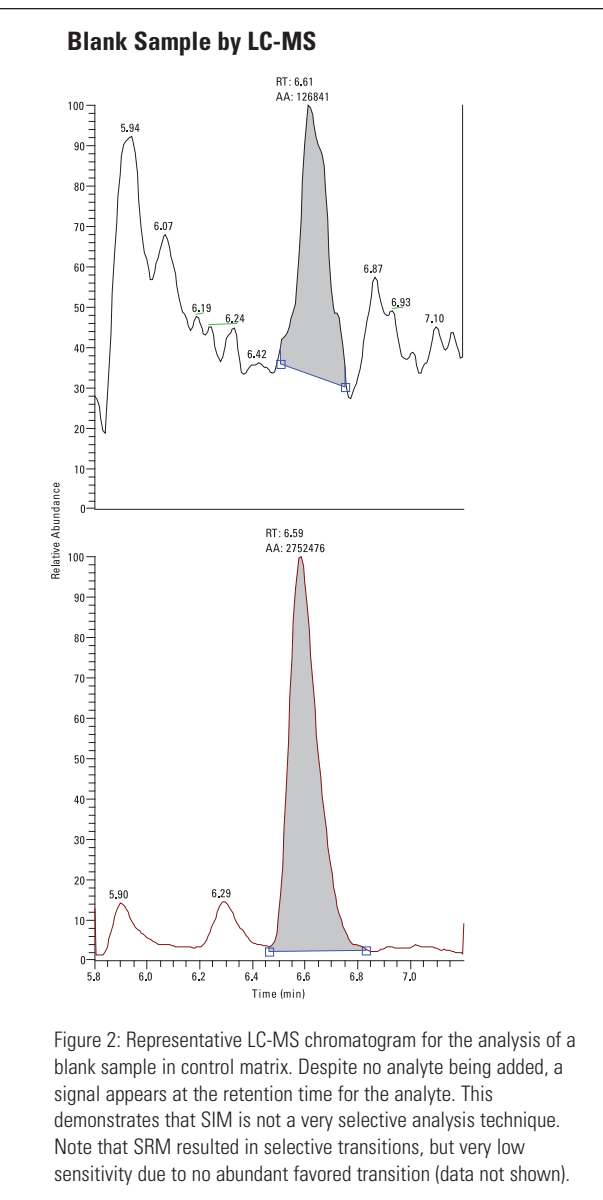 Blank Sample by LC-MS
RT: 6.61
AA: 126841
100
90
80
70
60
50
40
30
20
10
0
5.94
6.07
6.19
6.24
6.42
6.87
6.93
7.10
Relative Abundance
RT: 6.59
AA: 2752476
100
90
80
70
60
50
40
30
20
10
0
5.90
6.29
5.8 6.0 6.2 6.4 6.6 6.8 7.0
Time (min)
Figure 2: Representative LC-MS chromatogram for the analysis of a
blank sample in control matrix. Despite no analyte being added, a
signal appears at the retention time for the analyte. This
demonstrates that SIM is not a very selective analysis technique.
Note that SRM resulted in selective transitions, but very low
sensitivity due to no abundant favored transition (data not shown).